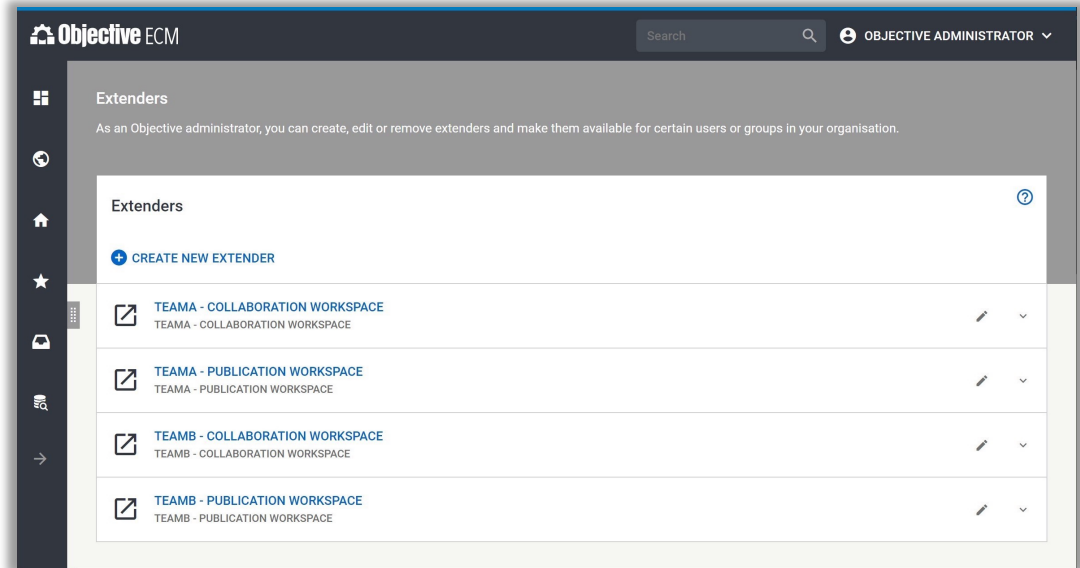 Objective ECM
Search
OBJECTIVE ADMINISTRATOR
Extenders
As an Objective administrator, you can create, edit or remove extenders and make them available for certain users or groups in your organisation.
Extenders
CREATE NEW EXTENDER
TEAMA - COLLABORATION WORKSPACE
TEAMA - COLLABORATION WORKSPACE
TEAMA - PUBLICATION WORKSPACE
TEAMA - PUBLICATION WORKSPACE
TEAMB - COLLABORATION WORKSPACE
TEAMB - COLLABORATION WORKSPACE
TEAMB - PUBLICATION WORKSPACE
TEAMB - PUBLICATION WORKSPACE